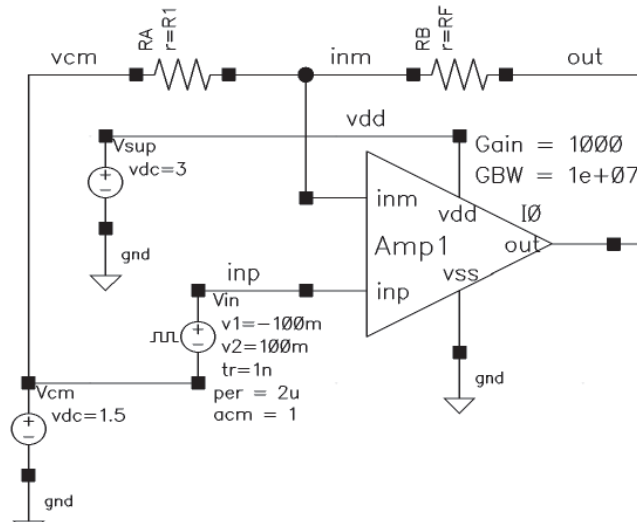 RA
r=R1
RB
r=RF
vcm
inm
out
vdd
Vsup
vdc=3
gnd
Gain = 1000
GBW = 1e+07
inm
vdd
I0
Amp1
out
vss
inp
inp
Vin
v1=-100m
v2=100m
tr=1n
per = 2u
acm = 1
gnd
Vcm
vdc=1.5
gnd